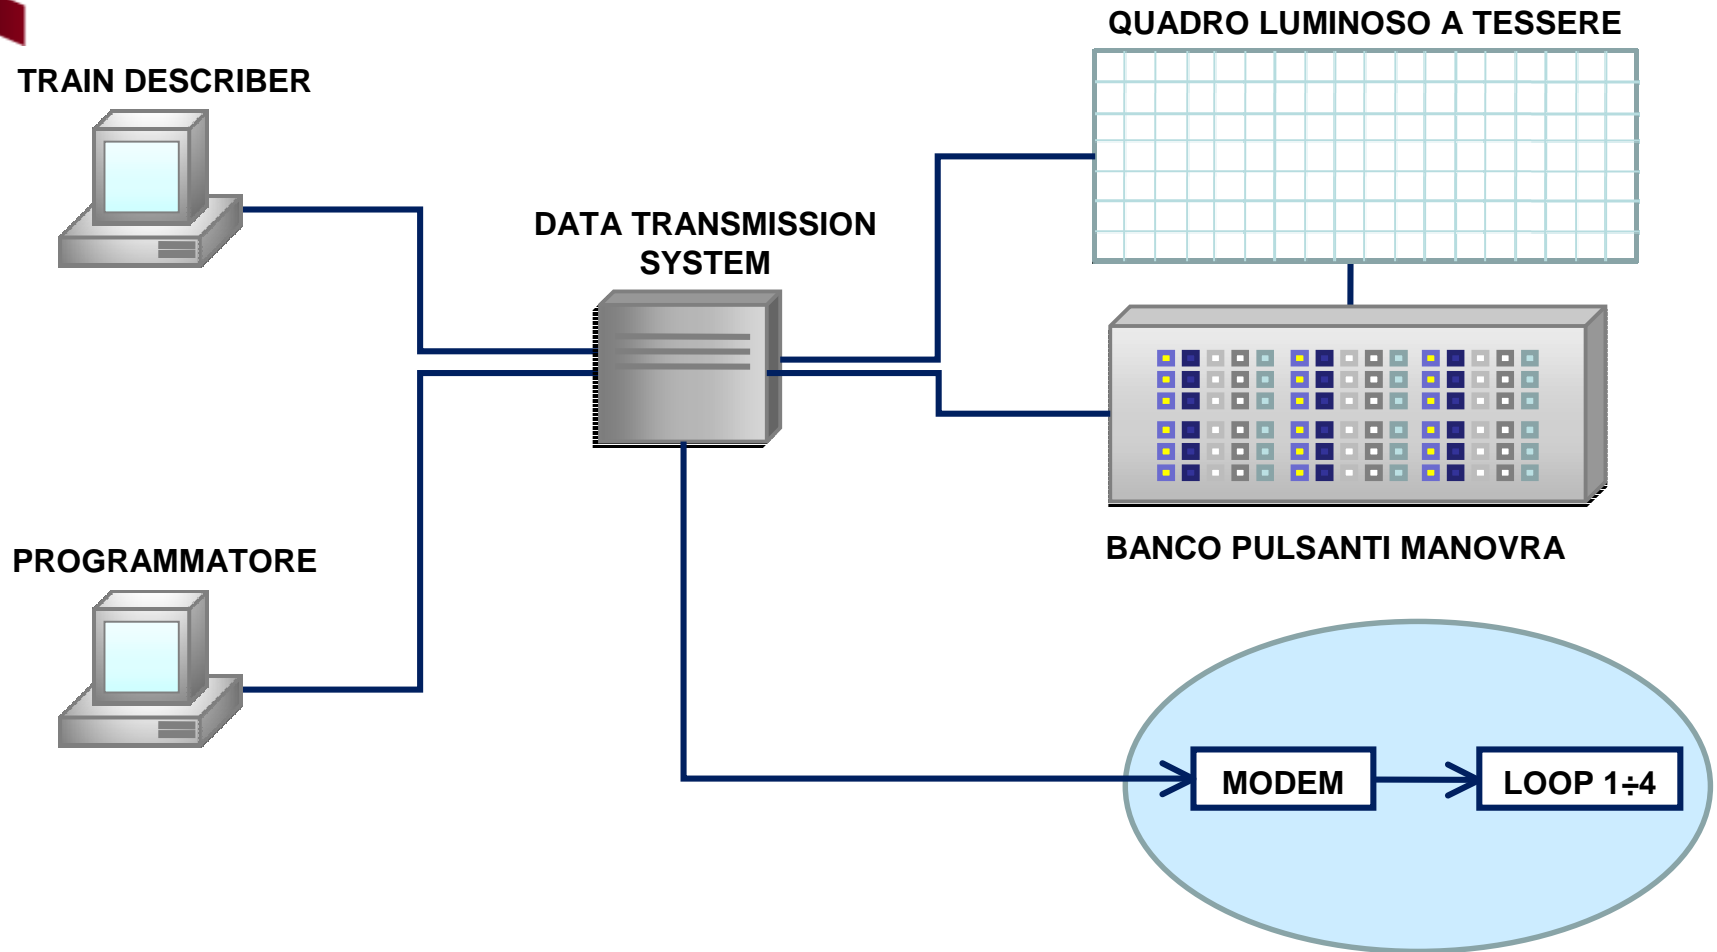 QUADRO LUMINOSO A TESSERE
TRAIN DESCRIBER
DATA TRANSMISSION
SYSTEM
PROGRAMMATORE
BANCO PULSANTI MANOVRA
MODEM
LOOP 1÷4